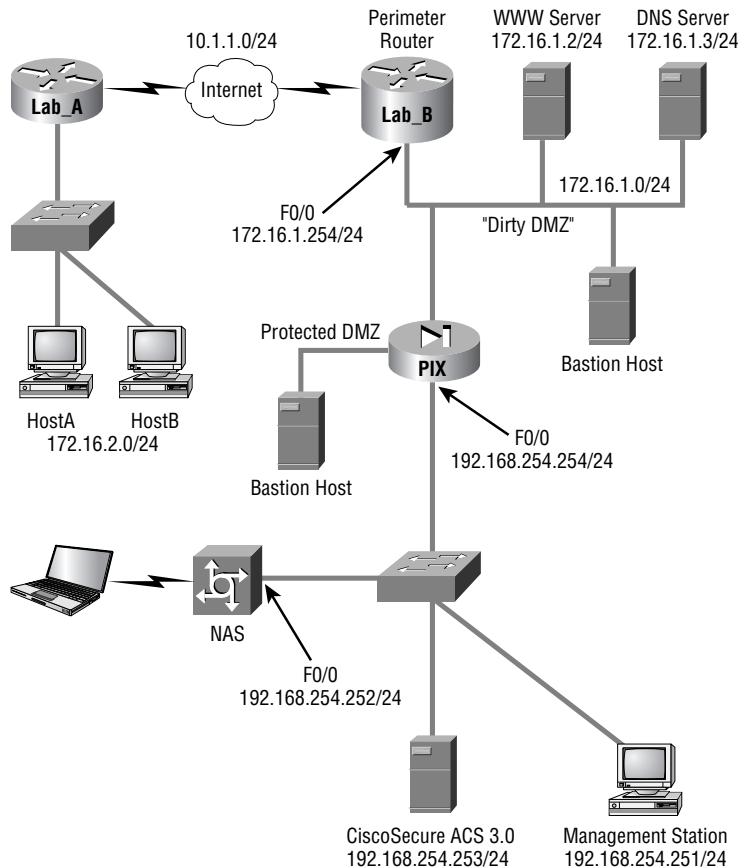 Perimeter
Router
WWW Server
172.16.1.2/24
DNS Server
172.16.1.3/24
10.1.1.0/24
Internet
Lab_A
Lab_B
172.16.1.0/24
F0/0
172.16.1.254/24
"Dirty DMZ"
Protected DMZ
PIX
Bastion Host
HostA
HostB
172.16.2.0/24
F0/0
192.168.254.254/24
Bastion Host
NAS
F0/0
192.168.254.252/24
CiscoSecure ACS 3.0
192.168.254.253/24
Management Station
192.168.254.251/24